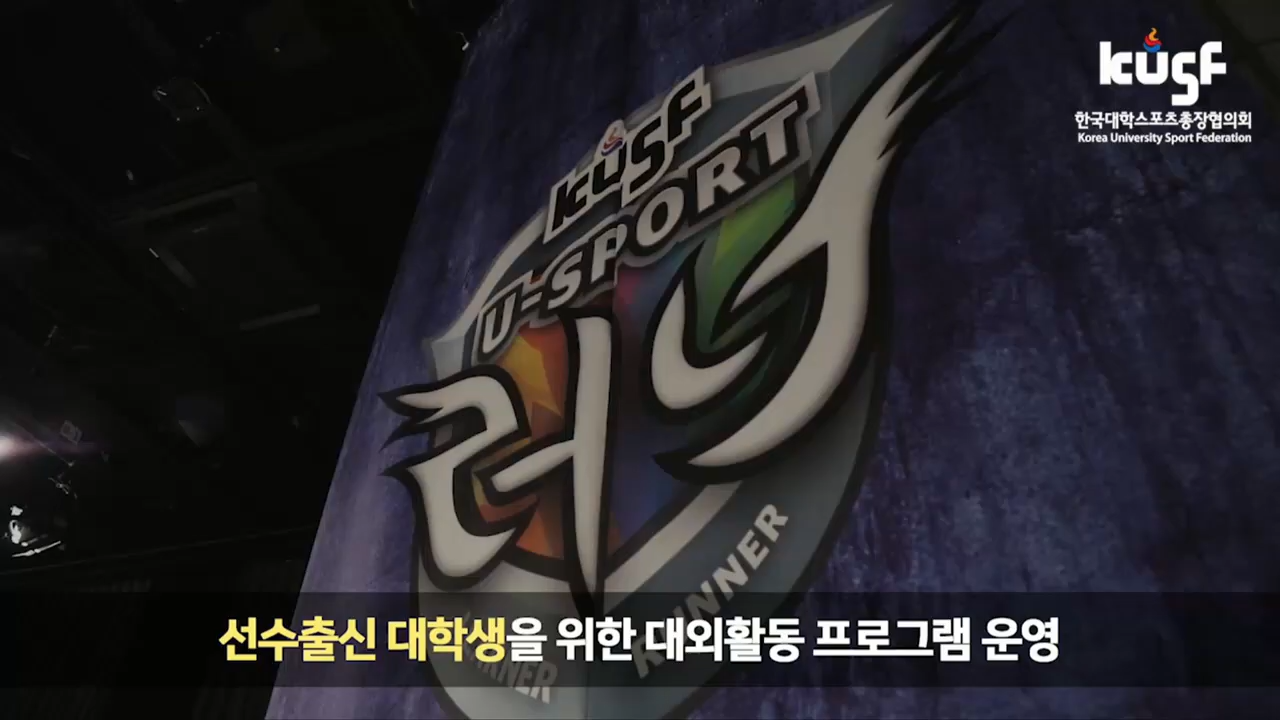 kusf
한국대학스포츠총장협의회
Korea University Sport Federation
kusf
U-SPORT
러너
RUNNER
선수출신 대학생을 위한 대외활동 프로그램 운영